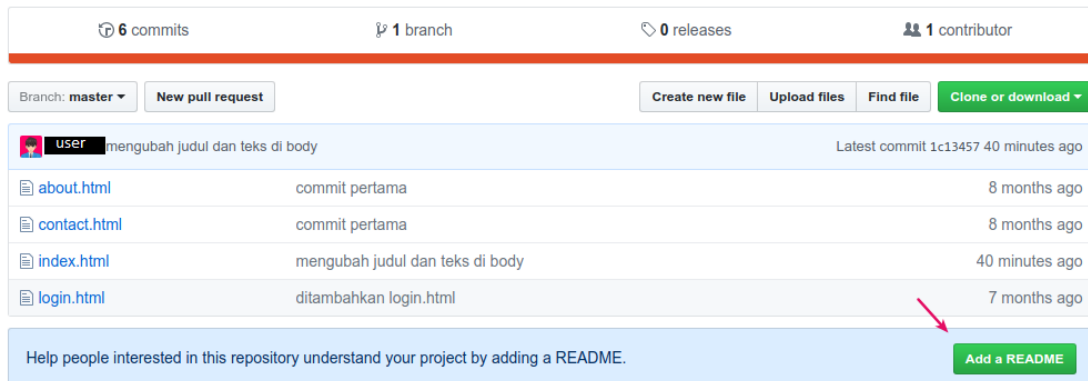 6 commits 1 branch 0 releases 1 contributor
Branch: master New pull request Create new file Upload files Find file Clone or download
user mengubah judul dan teks di body Latest commit 1c13457 40 minutes ago
about.html commit pertama 8 months ago
contact.html commit pertama 8 months ago
index.html mengubah judul dan teks di body 40 minutes ago
login.html ditambahkan login.html 7 months ago
Help people interested in this repository understand your project by adding a README. Add a README